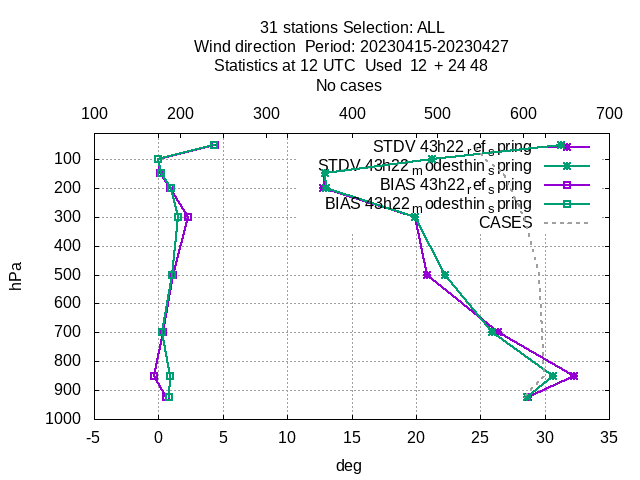 31 stations Selection: ALL
Wind direction  Period: 20230415-20230427
Statistics at 12 UTC  Used  12  + 24 48
No cases
100 200 300 400 500 600 700
STDV 43h22_ref_spring
STDV 43h22_modesthin_spring
BIAS 43h22_ref_spring
BIAS 43h22_modesthin_spring
CASES
100
200
300
400
500
600
700
800
900
1000
hPa
-5 0 5 10 15 20 25 30 35
deg